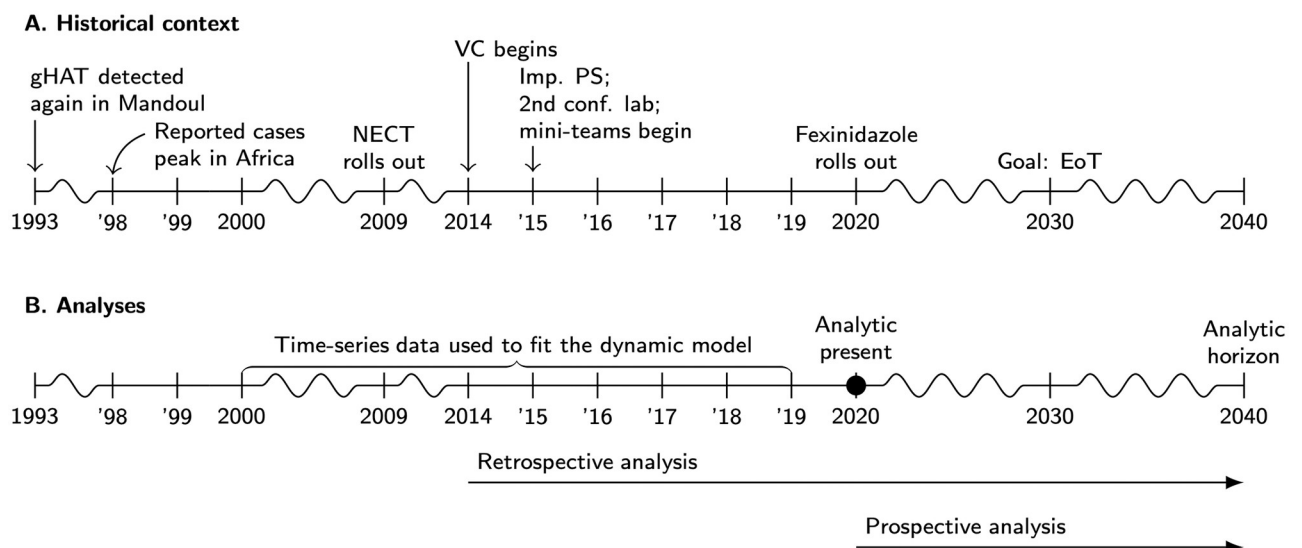 A. Historical context
VC begins
gHAT detected
again in Mandoul
Imp. PS;
2nd conf. lab;
mini-teams begin
Reported cases
peak in Africa
NECT
rolls out
Fexinidazole
rolls out
Goal: EoT
1993 '98 '99 2000 2009 2014 '15 '16 '17 '18 '19 2020 2030 2040
B. Analyses
Time-series data used to fit the dynamic model
Analytic
present
Analytic
horizon
1993 '98 '99 2000 2009 2014 '15 '16 '17 '18 '19 2020 2030 2040
Retrospective analysis
Prospective analysis